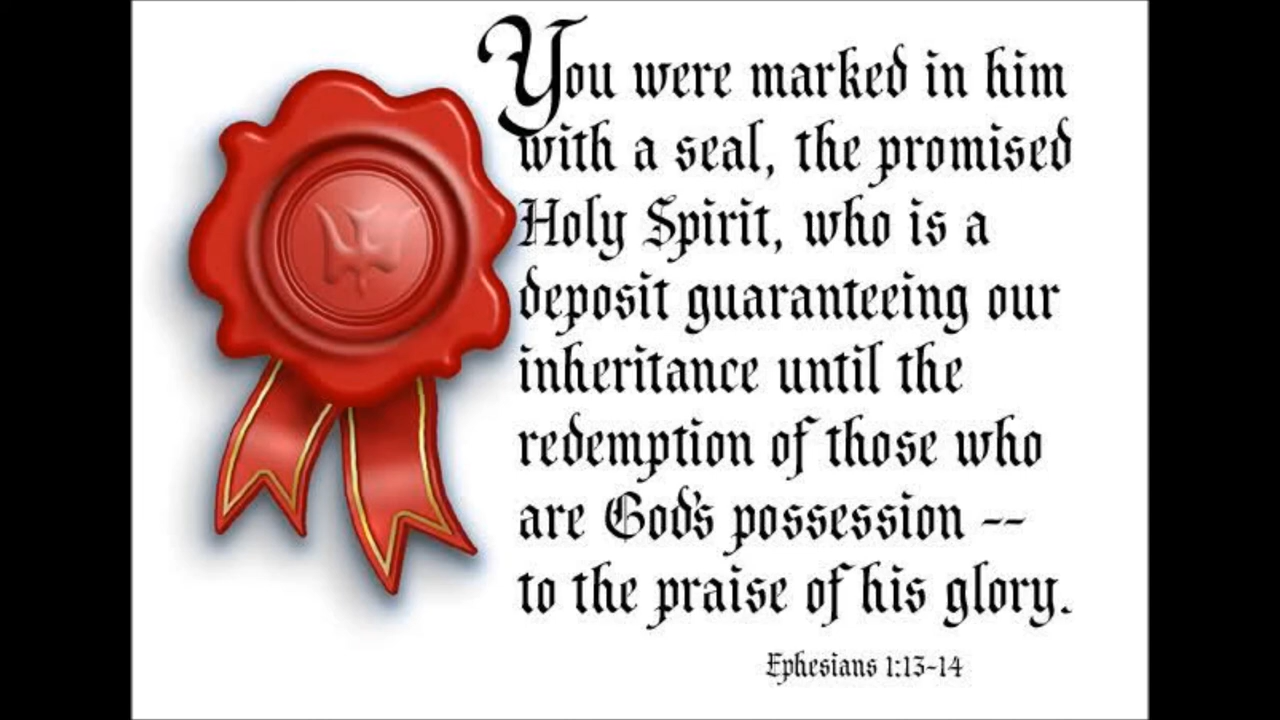 You were marked in him
with a seal, the promised
Holy Spirit, who is a
deposit guaranteeing our
inheritance until the
redemption of those who
are God's possession --
to the praise of his glory.
Ephesians 1:13-14